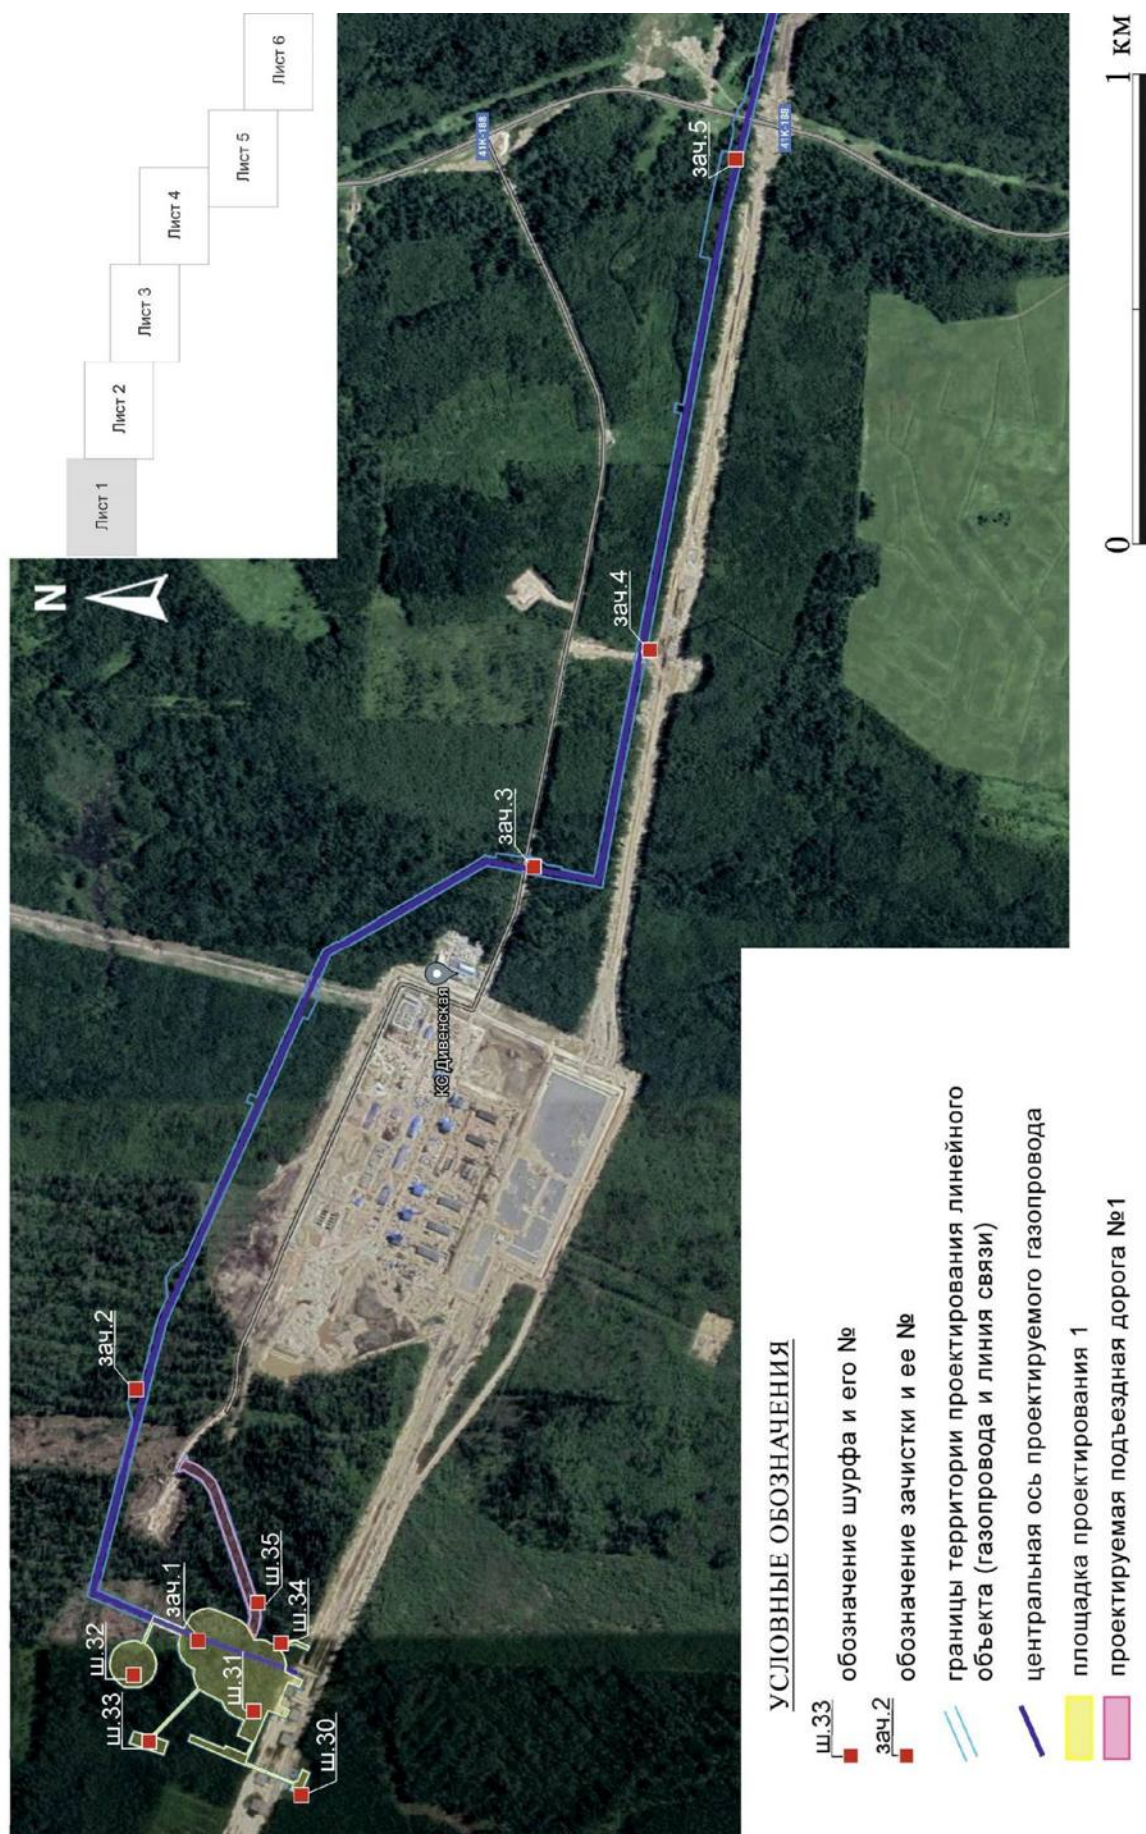 Лист 1
Лист 2
Лист 3
Лист 4
Лист 5
Лист 6
N
ш.33
ш.32
зач.1
зач.2
ш.31
ш.35
ш.34
ш.30
КС Дивенская
зач.3
зач.4
зач.5
41К-188
41К-188
УСЛОВНЫЕ ОБОЗНАЧЕНИЯ
ш.33
обозначение шурфа и его №
зач.2
обозначение зачистки и ее №
границы территории проектирования линейного
объекта (газопровода и линия связи)
центральная ось проектируемого газопровода
площадка проектирования 1
проектируемая подъездная дорога №1
0
1 КМ